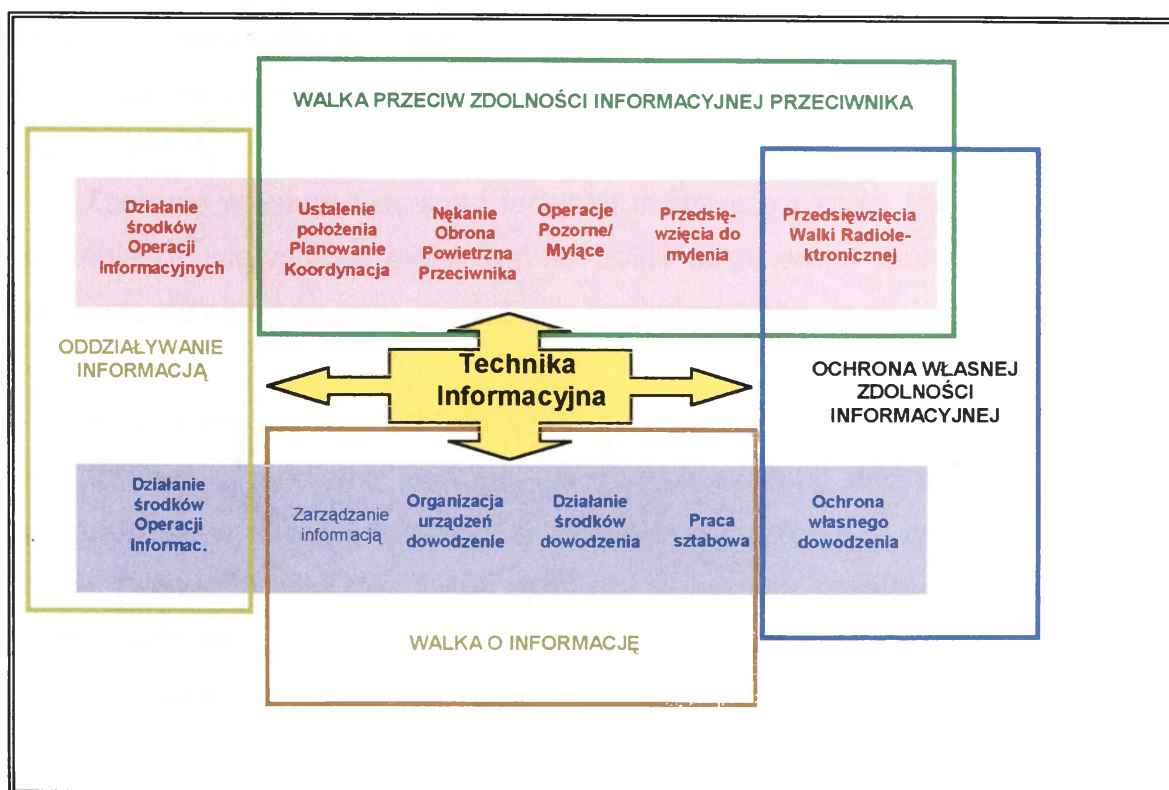 WALKA PRZECIW ZDOLNOŚCI INFORMACYJNEJ PRZECIWNIKA
Działanie
środków
Operacji
Informacyjnych
Ustalenie
położenia
Planowanie
Koordynacja
Nękanie
Obrona
Powietrzna
Przeciwnika
Operacje
Pozorne/
Mylące
Przedsię-
wzięcia do
mylenia
Przedsięwzięcia
Walki Radiole-
ktronicznej
ODDZIAŁYWANIE
INFORMACJĄ
Technika
Informacyjna
OCHRONA WŁASNEJ
ZDOLNOŚCI
INFORMACYJNEJ
Działanie
środków
Operacji
Informac.
Zarządzanie
informacją
Organizacja
urządzeń
dowodzenie
Działanie
środków
dowodzenia
Praca
sztabowa
Ochrona
własnego
dowodzenia
WALKA O INFORMACJĘ